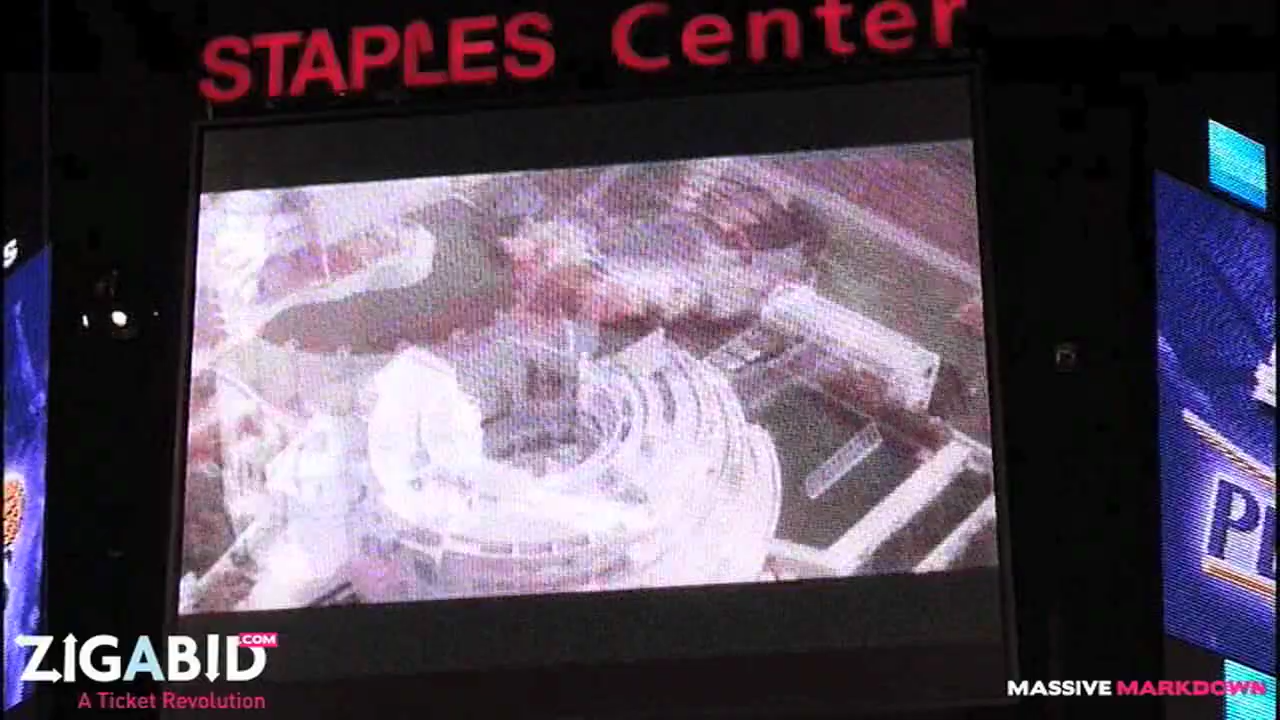 STAPLES Center
S
P
ZIGABID.COM
A Ticket Revolution
MASSIVE MARKDOWN